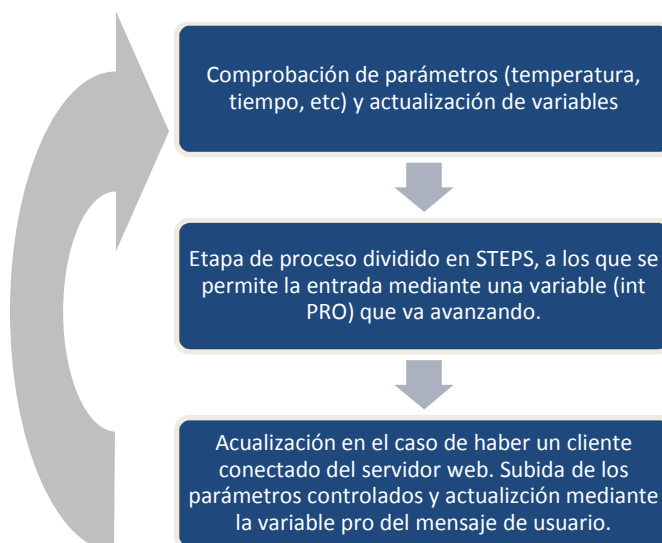 Comprobación de parámetros (temperatura,
tiempo, etc) y actualización de variables
Etapa de proceso dividido en STEPS, a los que se
permite la entrada mediante una variable (int
PRO) que va avanzando.
Acualización en el caso de haber un cliente
conectado del servidor web. Subida de los
parámetros controlados y actualizción mediante
la variable pro del mensaje de usuario.